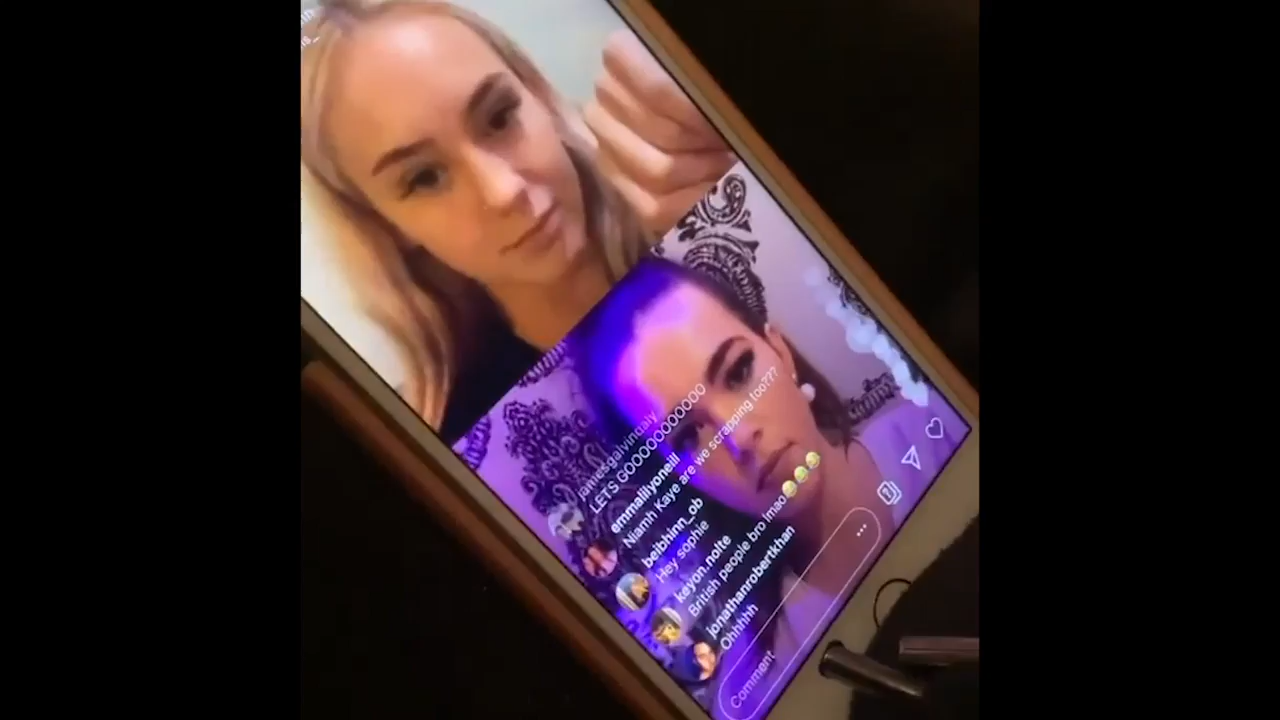 jamesgalvindaly
LETS GOOOOOOOOOOO
emmalilyoneill
Niamh Kaye are we scrapping too???
beibhinn_ob
Hey sophie
keyon.nolte
British people bro lmao😂😂😂
jonathanrobertkhan
Ohhhhh
Comment